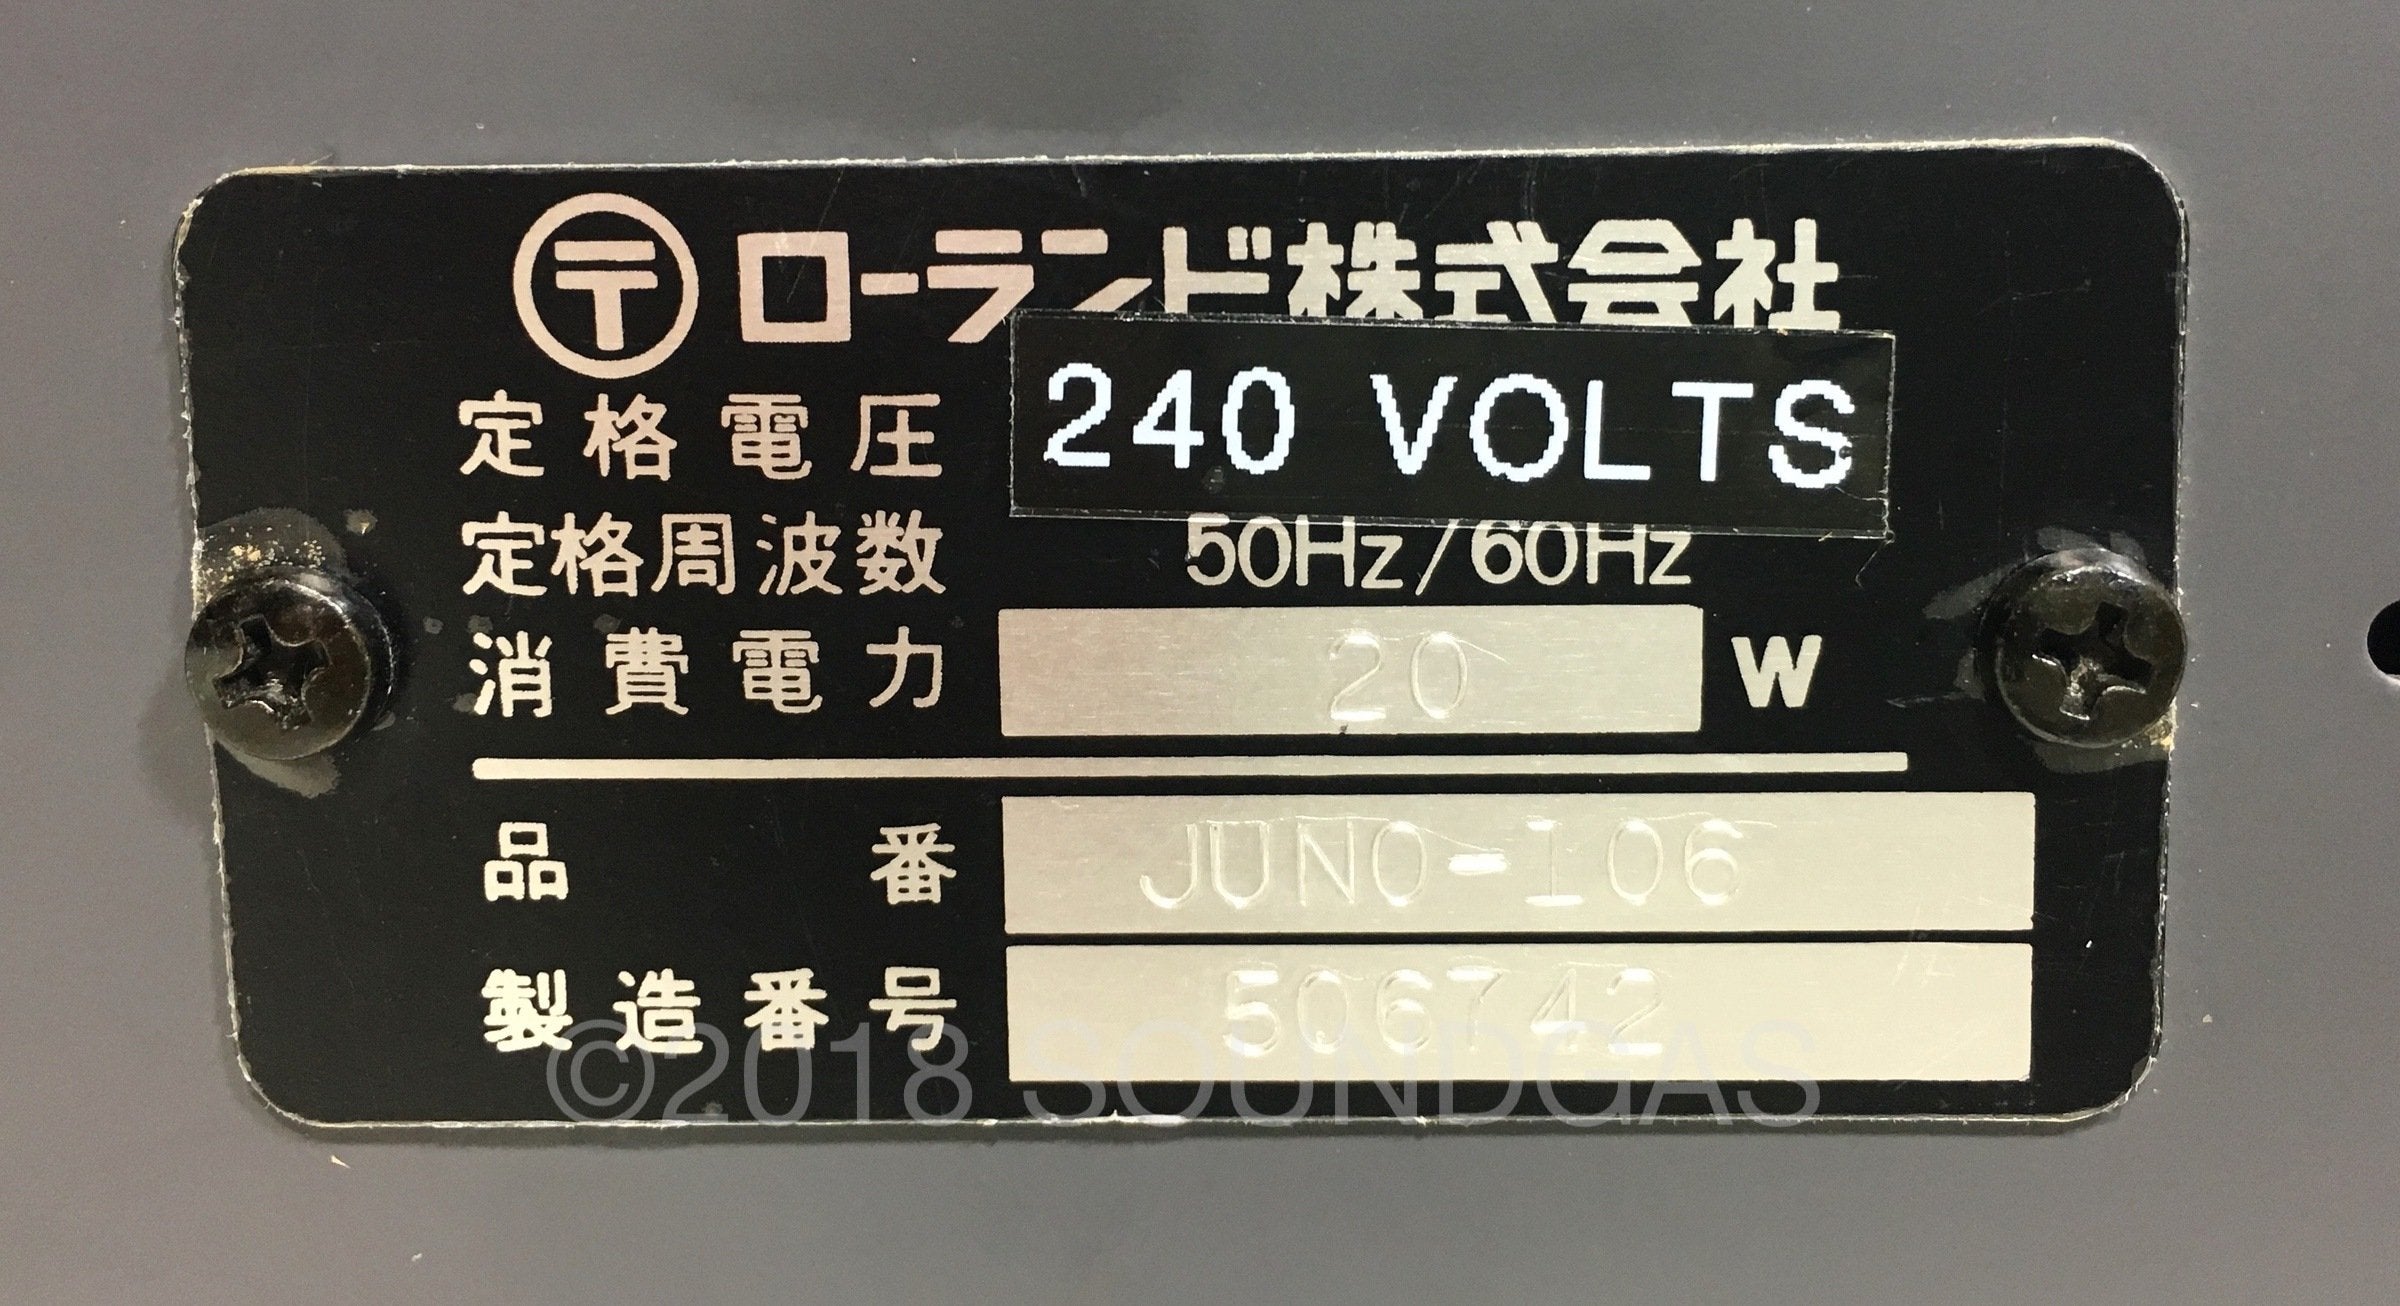 〒 ローランド株式会社
定格電圧 240 VOLTS
定格周波数 50Hz/60Hz
消費電力 20 W
品番 JUNO-106
製造番号 506742
©2018 SOUNDGAS